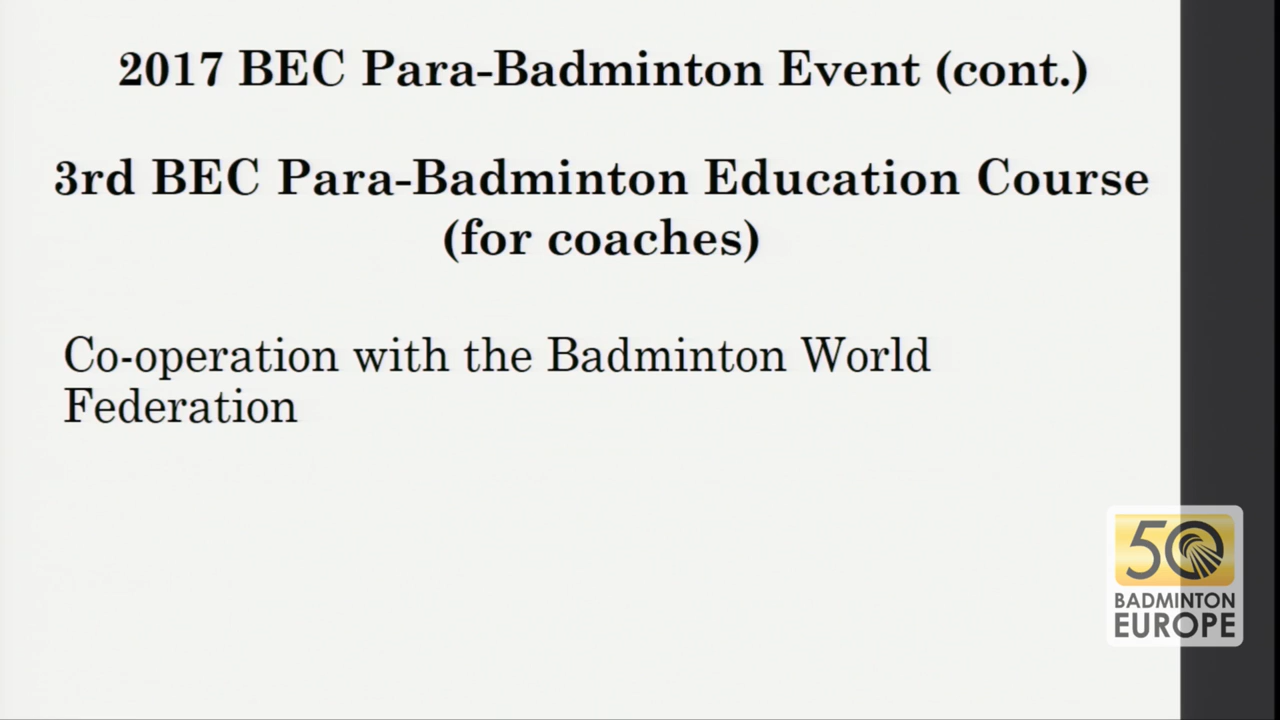 2017 BEC Para-Badminton Event (cont.)
3rd BEC Para-Badminton Education Course
(for coaches)
Co-operation with the Badminton World
Federation
50
BADMINTON
EUROPE